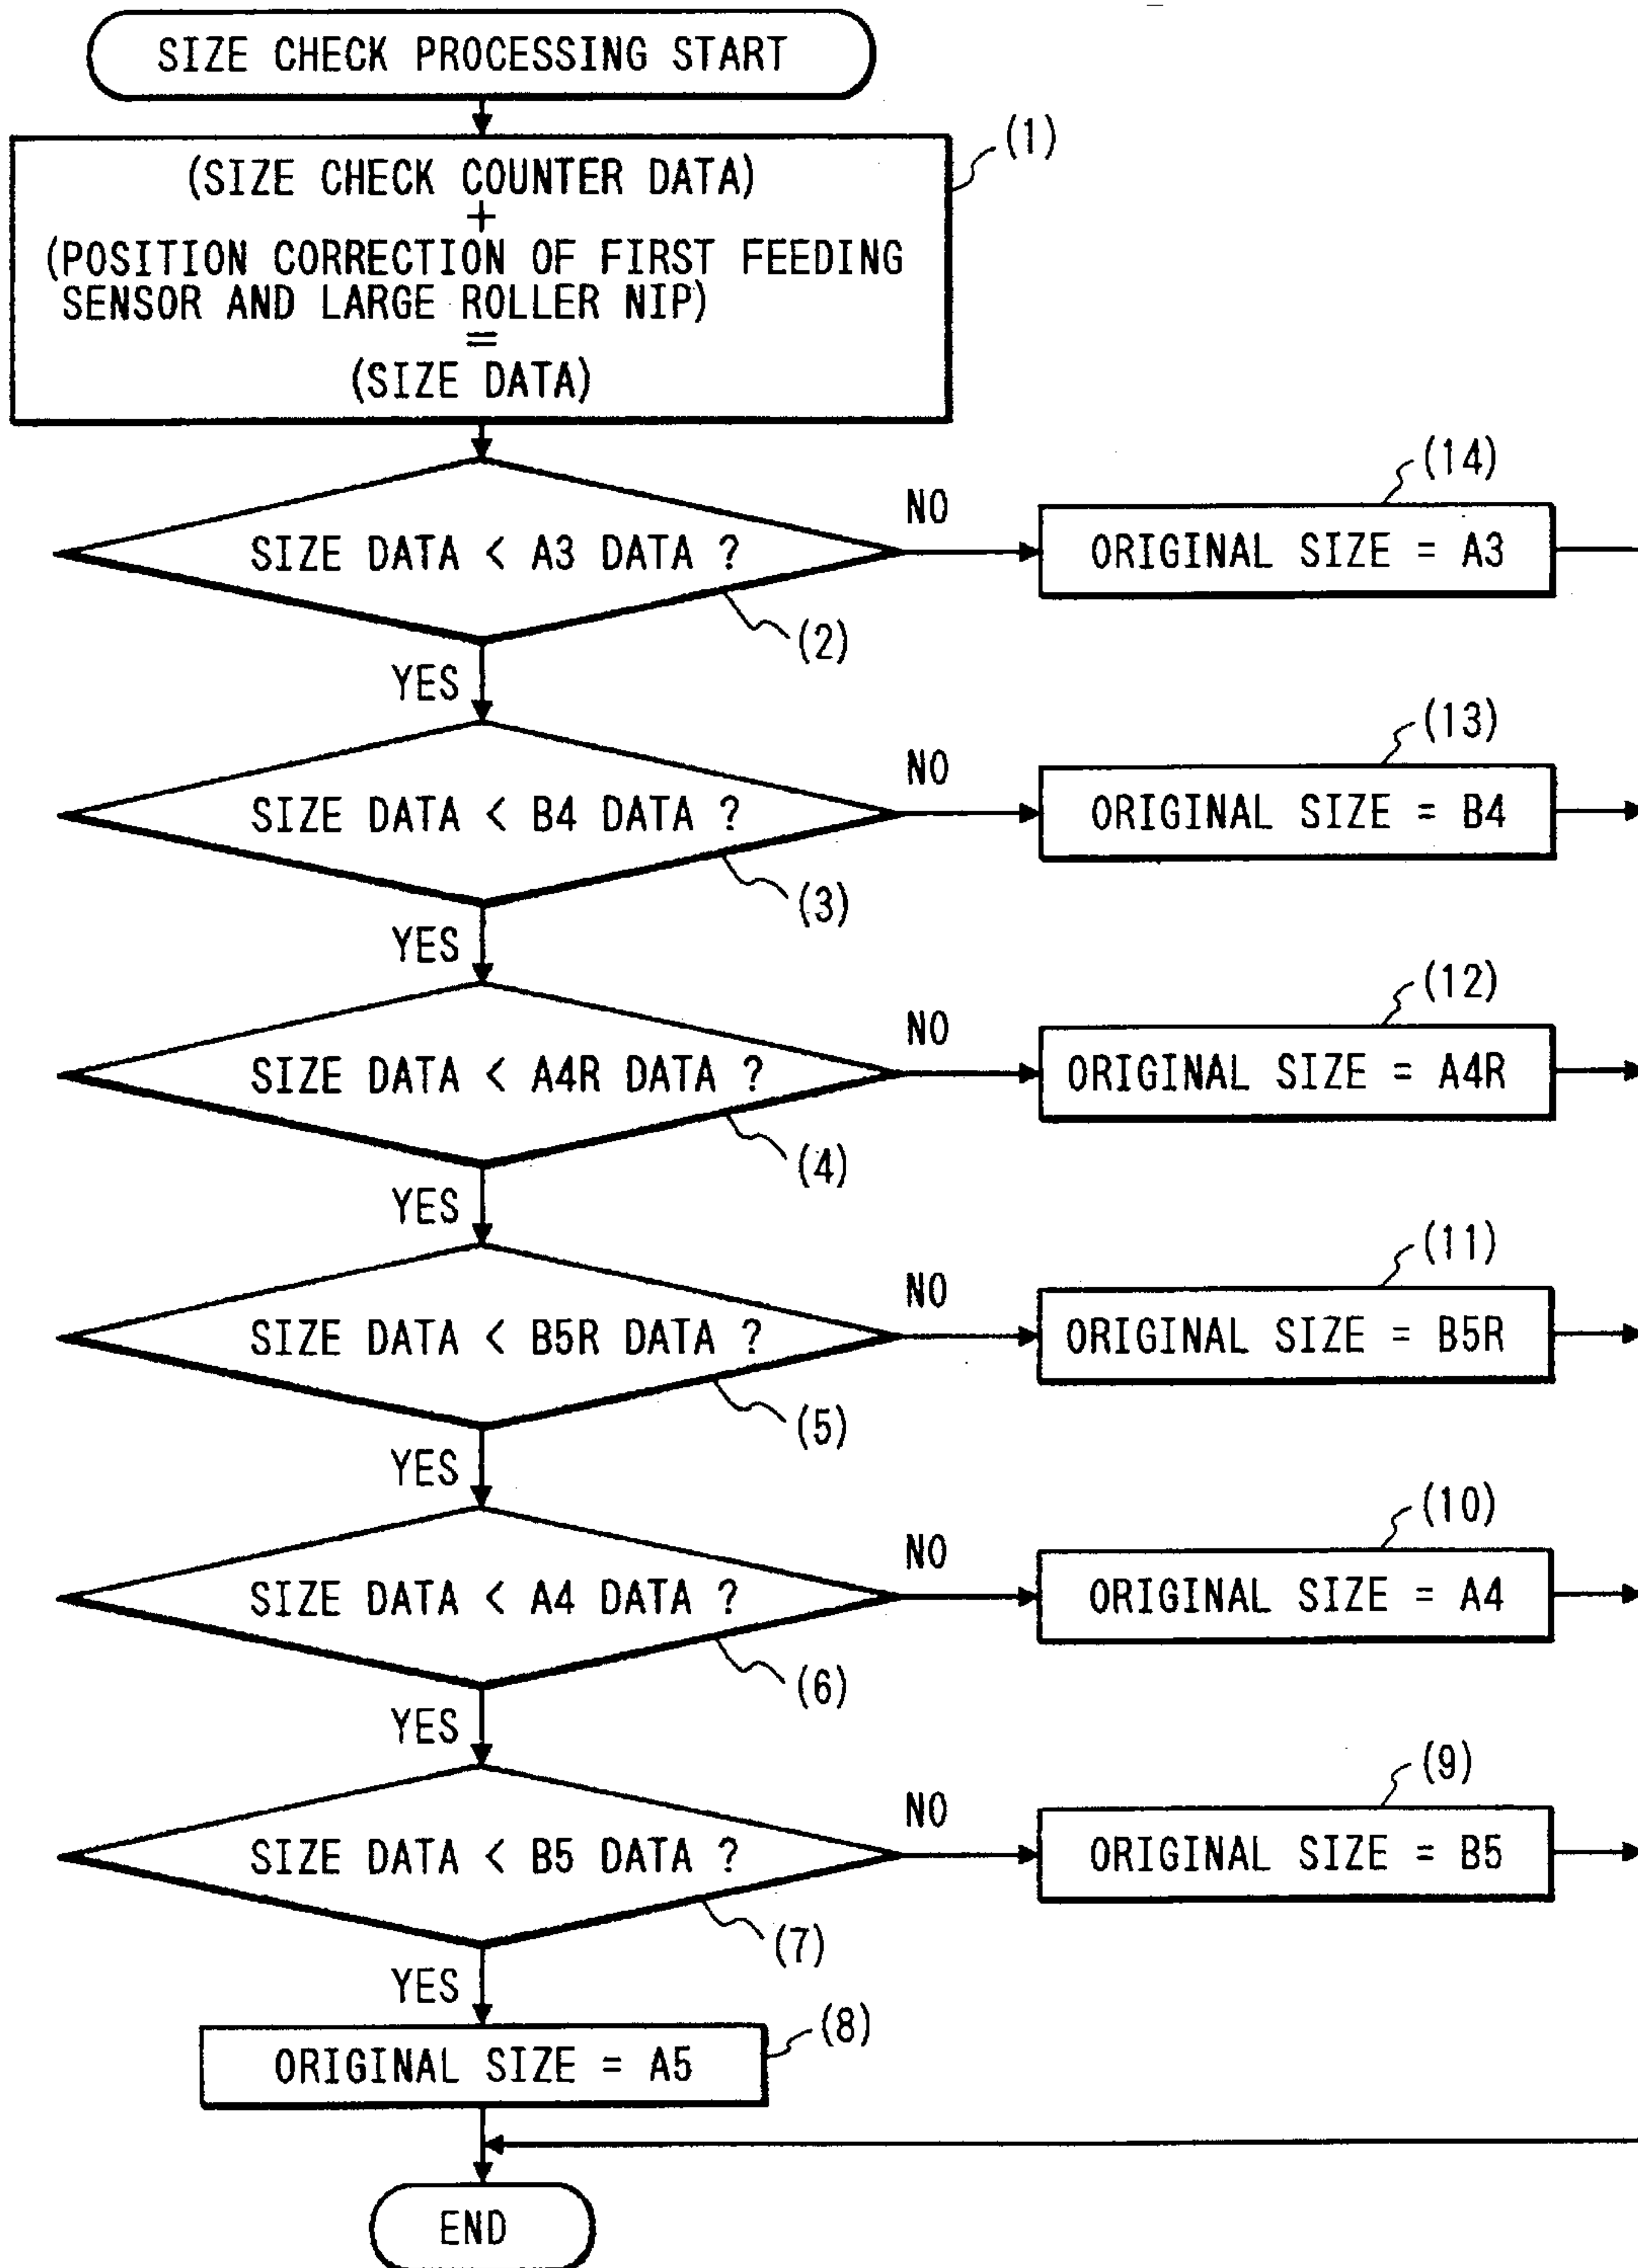 SIZE CHECK PROCESSING START
(1)
(SIZE CHECK COUNTER DATA)
+
(POSITION CORRECTION OF FIRST FEEDING
SENSOR AND LARGE ROLLER NIP)
=
(SIZE DATA)
(14)
NO
SIZE DATA < A3 DATA ?
ORIGINAL SIZE = A3
(2)
YES
(13)
NO
SIZE DATA < B4 DATA ?
ORIGINAL SIZE = B4
(3)
YES
(12)
NO
SIZE DATA < A4R DATA ?
ORIGINAL SIZE = A4R
(4)
YES
(11)
NO
SIZE DATA < B5R DATA ?
ORIGINAL SIZE = B5R
(5)
YES
(10)
NO
SIZE DATA < A4 DATA ?
ORIGINAL SIZE = A4
(6)
YES
(9)
NO
SIZE DATA < B5 DATA ?
ORIGINAL SIZE = B5
(7)
YES
(8)
ORIGINAL SIZE = A5
END